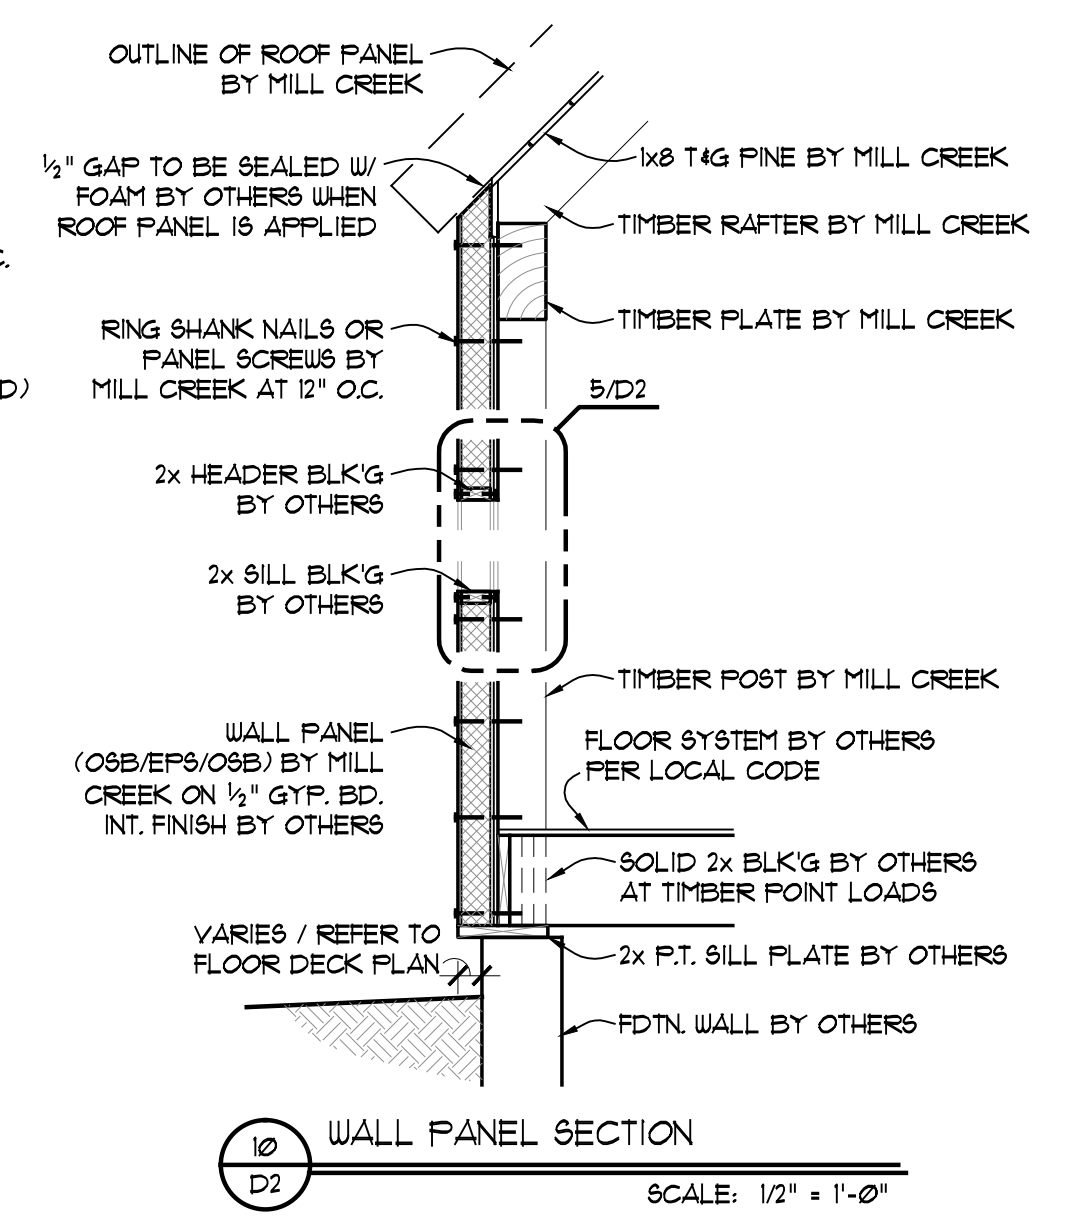 OUTLINE OF ROOF PANEL
BY MILL CREEK
½" GAP TO BE SEALED W/
FOAM BY OTHERS WHEN
ROOF PANEL IS APPLIED
1x8 T&G PINE BY MILL CREEK
TIMBER RAFTER BY MILL CREEK
C.
TIMBER PLATE BY MILL CREEK
RING SHANK NAILS OR
PANEL SCREWS BY
MILL CREEK AT 12" O.C.
D)
5/D2
2x HEADER BLK'G
BY OTHERS
2x SILL BLK'G
BY OTHERS
TIMBER POST BY MILL CREEK
WALL PANEL
(OSB/EPS/OSB) BY MILL
CREEK ON ½" GYP. BD.
INT. FINISH BY OTHERS
FLOOR SYSTEM BY OTHERS
PER LOCAL CODE
SOLID 2x BLK'G BY OTHERS
AT TIMBER POINT LOADS
VARIES / REFER TO
FLOOR DECK PLAN
2x P.T. SILL PLATE BY OTHERS
FDTN. WALL BY OTHERS
10
D2
WALL PANEL SECTION
SCALE: 1/2" = 1'-0"